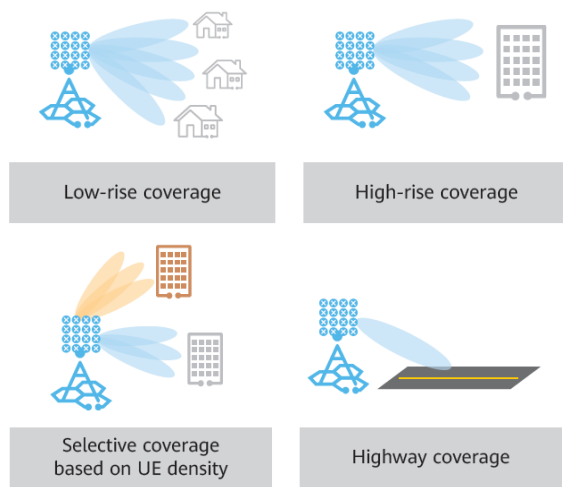 Low-rise coverage
High-rise coverage
Selective coverage
based on UE density
Highway coverage